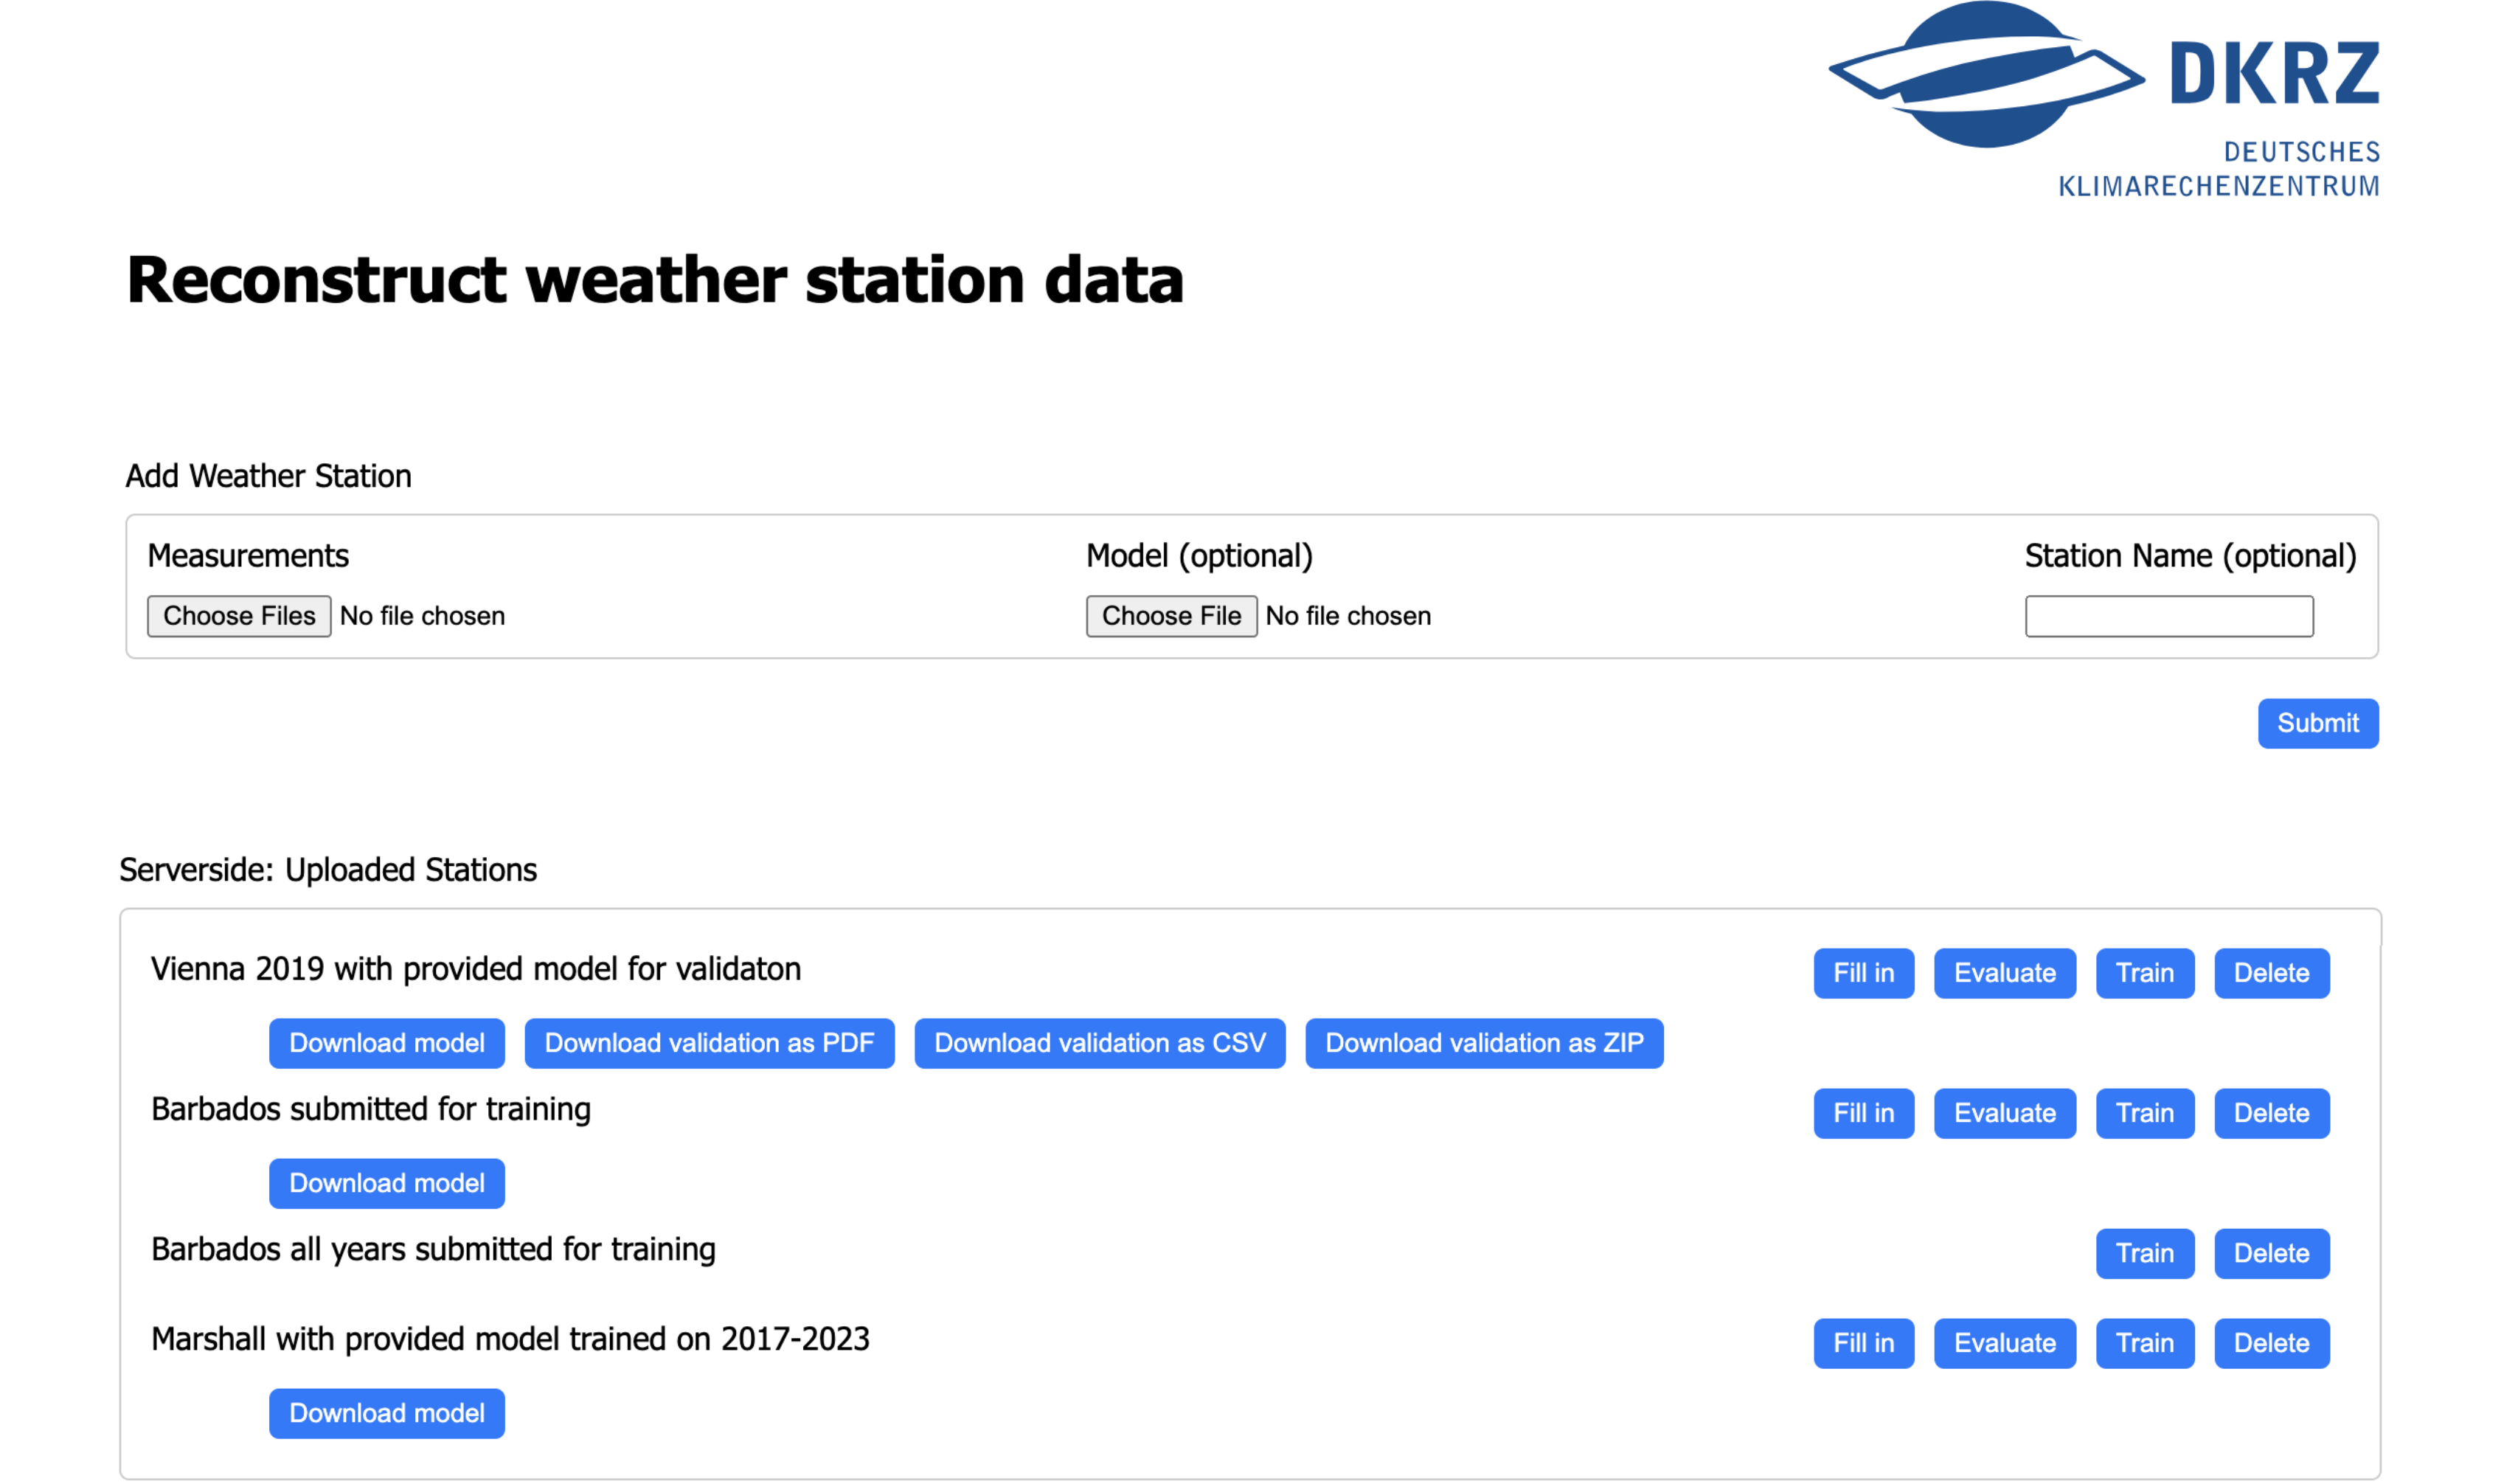 DKRZ
DEUTSCHES
KLIMARECHENZENTRUM
Reconstruct weather station data
Add Weather Station
Measurements Model (optional) Station Name (optional)
Choose Files No file chosen Choose File No file chosen
Submit
Serverside: Uploaded Stations
Vienna 2019 with provided model for validaton Fill in Evaluate Train Delete
Download model Download validation as PDF Download validation as CSV Download validation as ZIP
Barbados submitted for training Fill in Evaluate Train Delete
Download model
Barbados all years submitted for training Train Delete
Marshall with provided model trained on 2017-2023 Fill in Evaluate Train Delete
Download model